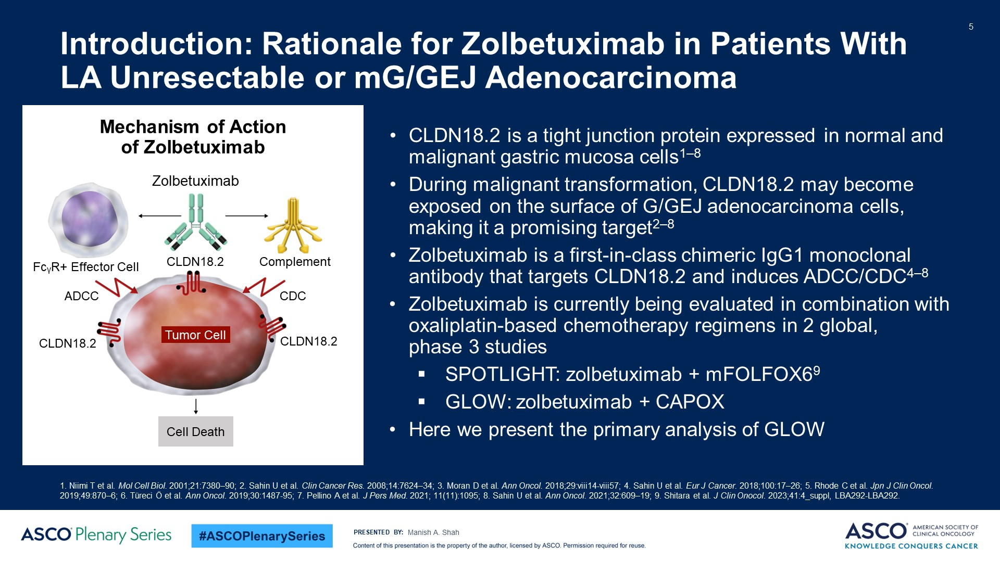 5
Introduction: Rationale for Zolbetuximab in Patients With
LA Unresectable or mG/GEJ Adenocarcinoma
Mechanism of Action
of Zolbetuximab
Zolbetuximab
FcγR+ Effector Cell
CLDN18.2
Complement
ADCC
CDC
Tumor Cell
CLDN18.2
CLDN18.2
Cell Death
• CLDN18.2 is a tight junction protein expressed in normal and
malignant gastric mucosa cells1–8
• During malignant transformation, CLDN18.2 may become
exposed on the surface of G/GEJ adenocarcinoma cells,
making it a promising target2–8
• Zolbetuximab is a first-in-class chimeric IgG1 monoclonal
antibody that targets CLDN18.2 and induces ADCC/CDC4–8
• Zolbetuximab is currently being evaluated in combination with
oxaliplatin-based chemotherapy regimens in 2 global,
phase 3 studies
▪ SPOTLIGHT: zolbetuximab + mFOLFOX69
▪ GLOW: zolbetuximab + CAPOX
• Here we present the primary analysis of GLOW
1. Niimi T et al. Mol Cell Biol. 2001;21:7380–90; 2. Sahin U et al. Clin Cancer Res. 2008;14:7624–34; 3. Moran D et al. Ann Oncol. 2018;29:viii14-viii57; 4. Sahin U et al. Eur J Cancer. 2018;100:17–26; 5. Rhode C et al. Jpn J Clin Oncol.
2019;49:870–6; 6. Türeci Ö et al. Ann Oncol. 2019;30:1487-95; 7. Pellino A et al. J Pers Med. 2021; 11(11):1095; 8. Sahin U et al. Ann Oncol. 2021;32:609–19; 9. Shitara et al. J Clin Onocol. 2023;41:4_suppl, LBA292-LBA292.
ASCO Plenary Series
#ASCOPlenarySeries
PRESENTED BY: Manish A. Shah
Content of this presentation is the property of the author, licensed by ASCO. Permission required for reuse.
ASCO AMERICAN SOCIETY OF
CLINICAL ONCOLOGY
KNOWLEDGE CONQUERS CANCER